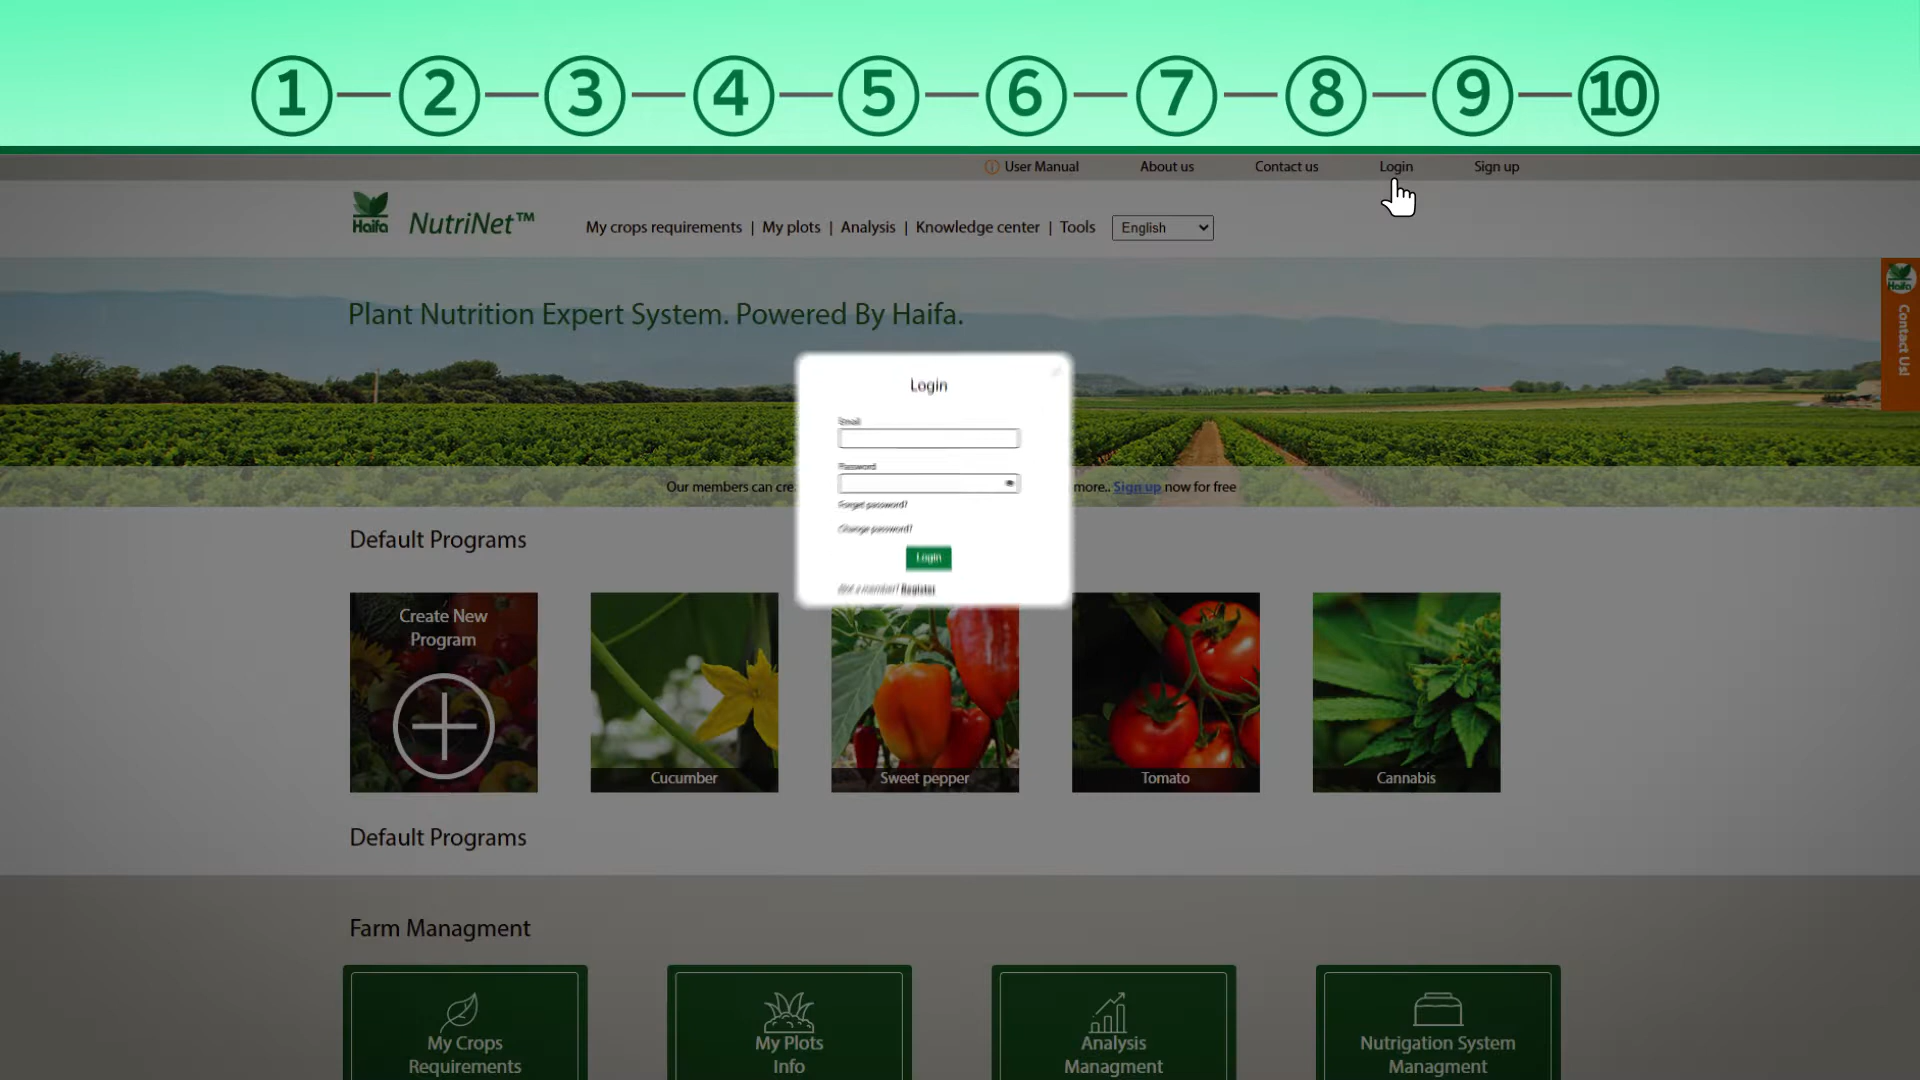 1 2 3 4 5 6 7 8 9 10
User Manual About us Contact us Login Sign up
Haifa NutriNet™ My crops requirements | My plots | Analysis | Knowledge center | Tools English
Haifa
Contact Us!
Plant Nutrition Expert System. Powered By Haifa.
Login
Email
Password
Our members can cre more.. Sign up now for free
Forget password?
Change password?
Login
Not a member? Register
Default Programs
Create New
Program
Cucumber Sweet pepper Tomato Cannabis
Default Programs
Farm Managment
My Crops
Requirements
My Plots
Info
Analysis
Managment
Nutrigation System
Managment